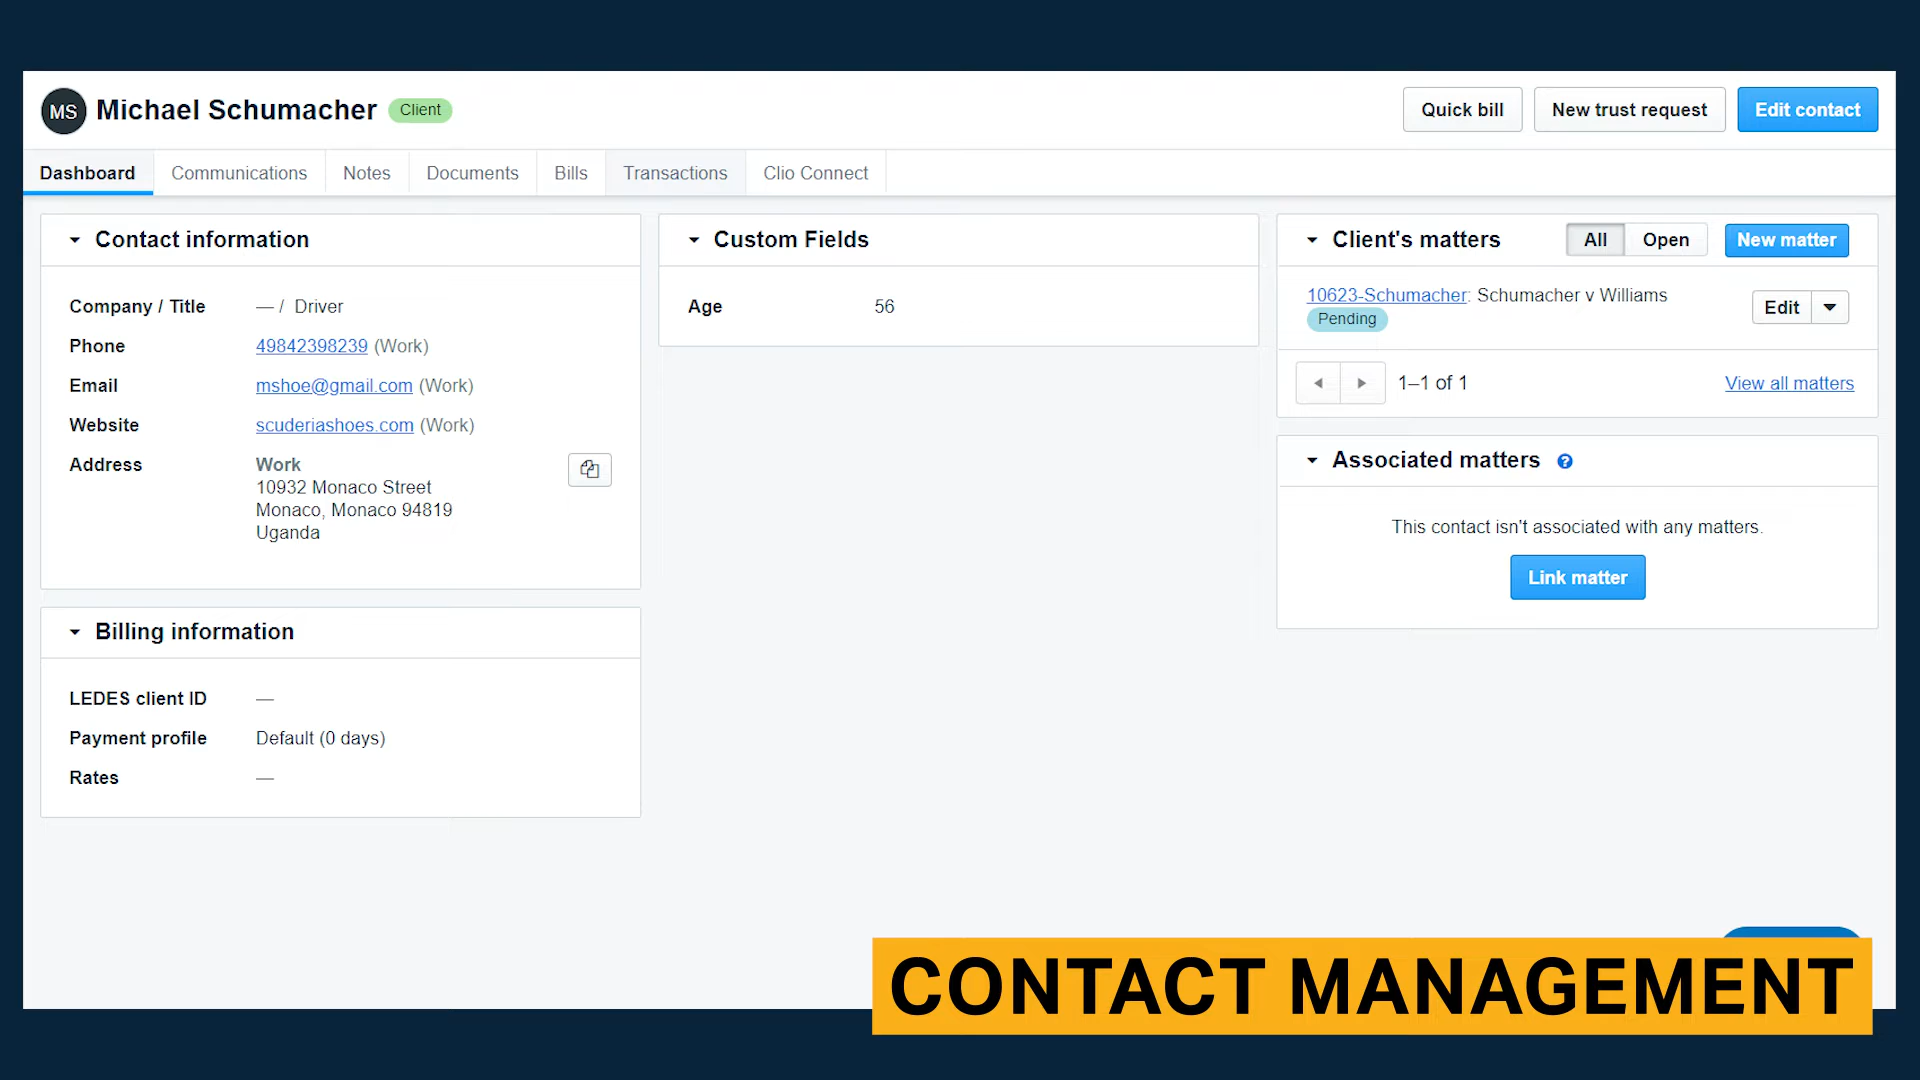 MS Michael Schumacher Client
Quick bill New trust request Edit contact
Dashboard Communications Notes Documents Bills Transactions Clio Connect
Contact information
Company / Title — / Driver
Phone 49842398239 (Work)
Email mshoe@gmail.com (Work)
Website scuderiashoes.com (Work)
Address Work
10932 Monaco Street
Monaco, Monaco 94819
Uganda
Billing information
LEDES client ID —
Payment profile Default (0 days)
Rates —
Custom Fields
Age 56
Client's matters All Open New matter
10623-Schumacher: Schumacher v Williams
Pending
Edit
1–1 of 1 View all matters
Associated matters ?
This contact isn't associated with any matters.
Link matter
CONTACT MANAGEMENT